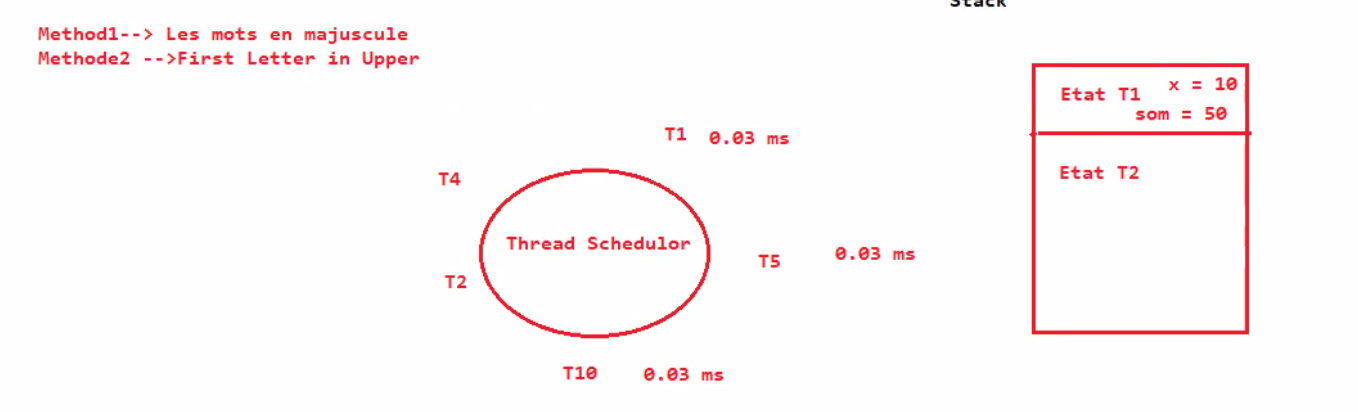 Stack
Method1--> Les mots en majuscule
Methode2 -->First Letter in Upper
Etat T1 x = 10
som = 50
T1 0.03 ms
T4
Etat T2
Thread Schedulor
T5 0.03 ms
T2
T10 0.03 ms